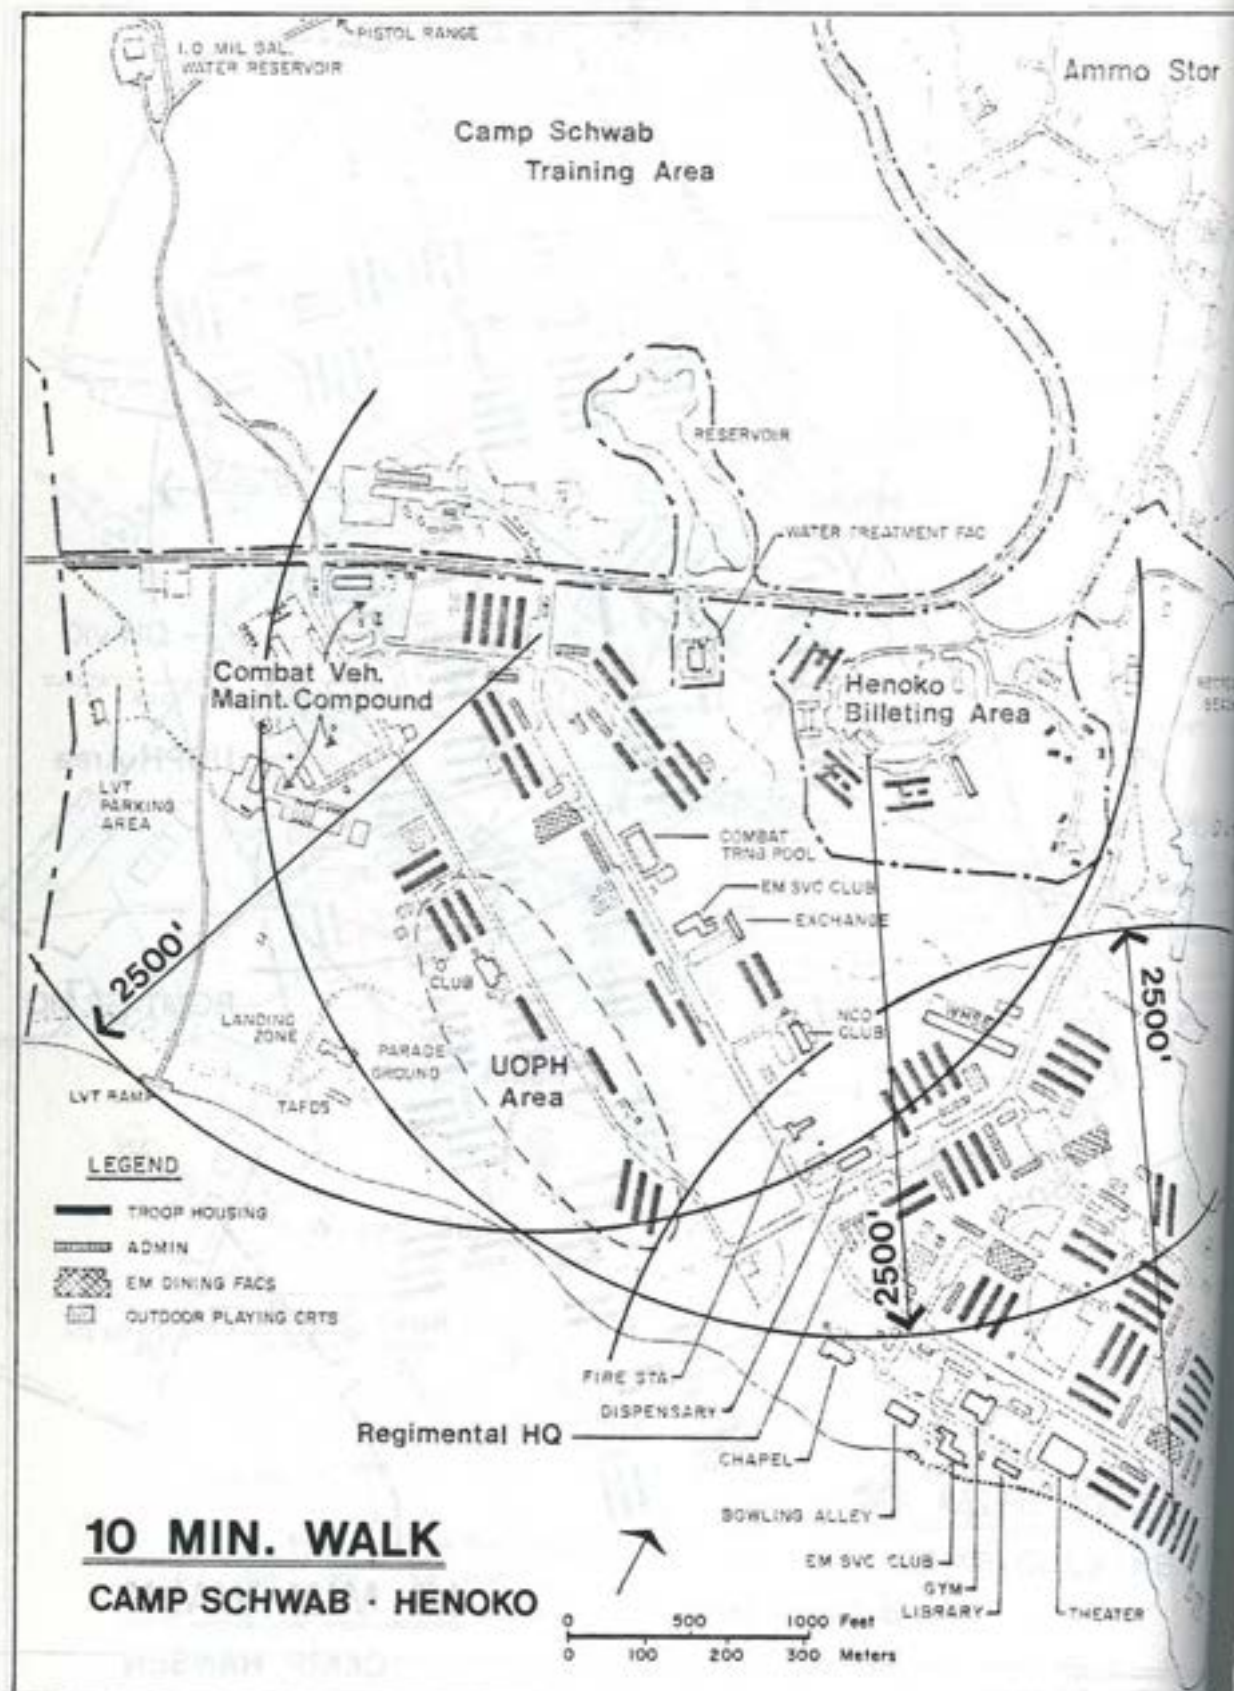 PISTOL RANGE
1.0 MIL GAL.
WATER RESERVOIR
Ammo Stor
Camp Schwab
Training Area
RESERVOIR
WATER TREATMENT FAC
Combat Veh.
Maint. Compound
Henoko
Billeting Area
LVT
PARKING
AREA
COMBAT
TRNG POOL
EM SVC CLUB
EXCHANGE
2500'
2500'
CLUB
LANDING
ZONE
PARADE
GROUND
NCO
CLUB
WHSE
UOPH
Area
LVT RAMP
TAFDS
LEGEND
TROOP HOUSING
ADMIN
EM DINING FACS
OUTDOOR PLAYING CRTS
2500'
FIRE STA
DISPENSARY
Regimental HQ
CHAPEL
BOWLING ALLEY
EM SVC CLUB
GYM
LIBRARY
THEATER
10 MIN. WALK
CAMP SCHWAB · HENOKO
0 500 1000 Feet
0 100 200 300 Meters